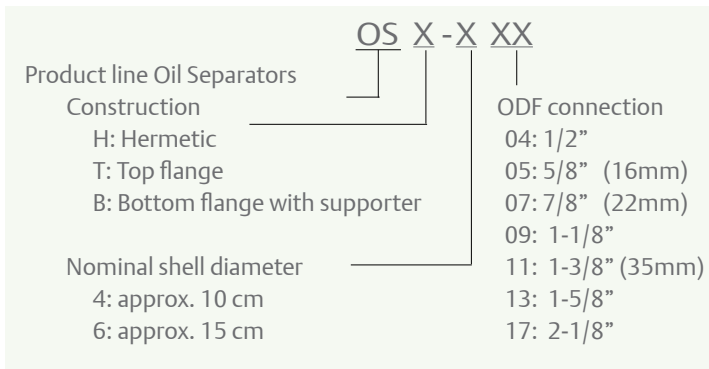 OS X - X XX
Product line Oil Separators
Construction
H: Hermetic
T: Top flange
B: Bottom flange with supporter
Nominal shell diameter
4: approx. 10 cm
6: approx. 15 cm
ODF connection
04: 1/2”
05: 5/8” (16mm)
07: 7/8” (22mm)
09: 1-1/8”
11: 1-3/8” (35mm)
13: 1-5/8”
17: 2-1/8”